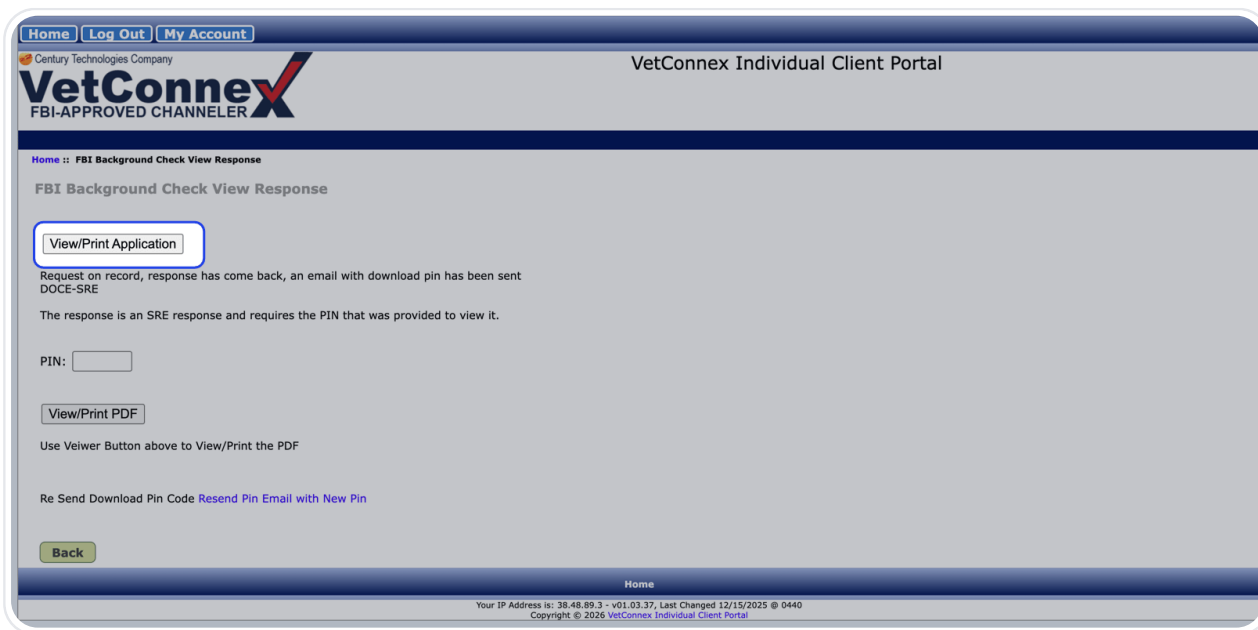 Home Log Out My Account
Century Technologies Company
VetConnex
FBI-APPROVED CHANNELER
VetConnex Individual Client Portal
Home :: FBI Background Check View Response
FBI Background Check View Response
View/Print Application
Request on record, response has come back, an email with download pin has been sent
DOCE-SRE
The response is an SRE response and requires the PIN that was provided to view it.
PIN:
View/Print PDF
Use Veiwer Button above to View/Print the PDF
Re Send Download Pin Code Resend Pin Email with New Pin
Back
Home
Your IP Address is: 38.48.89.3 - v01.03.37, Last Changed 12/15/2025 @ 0440
Copyright © 2026 VetConnex Individual Client Portal